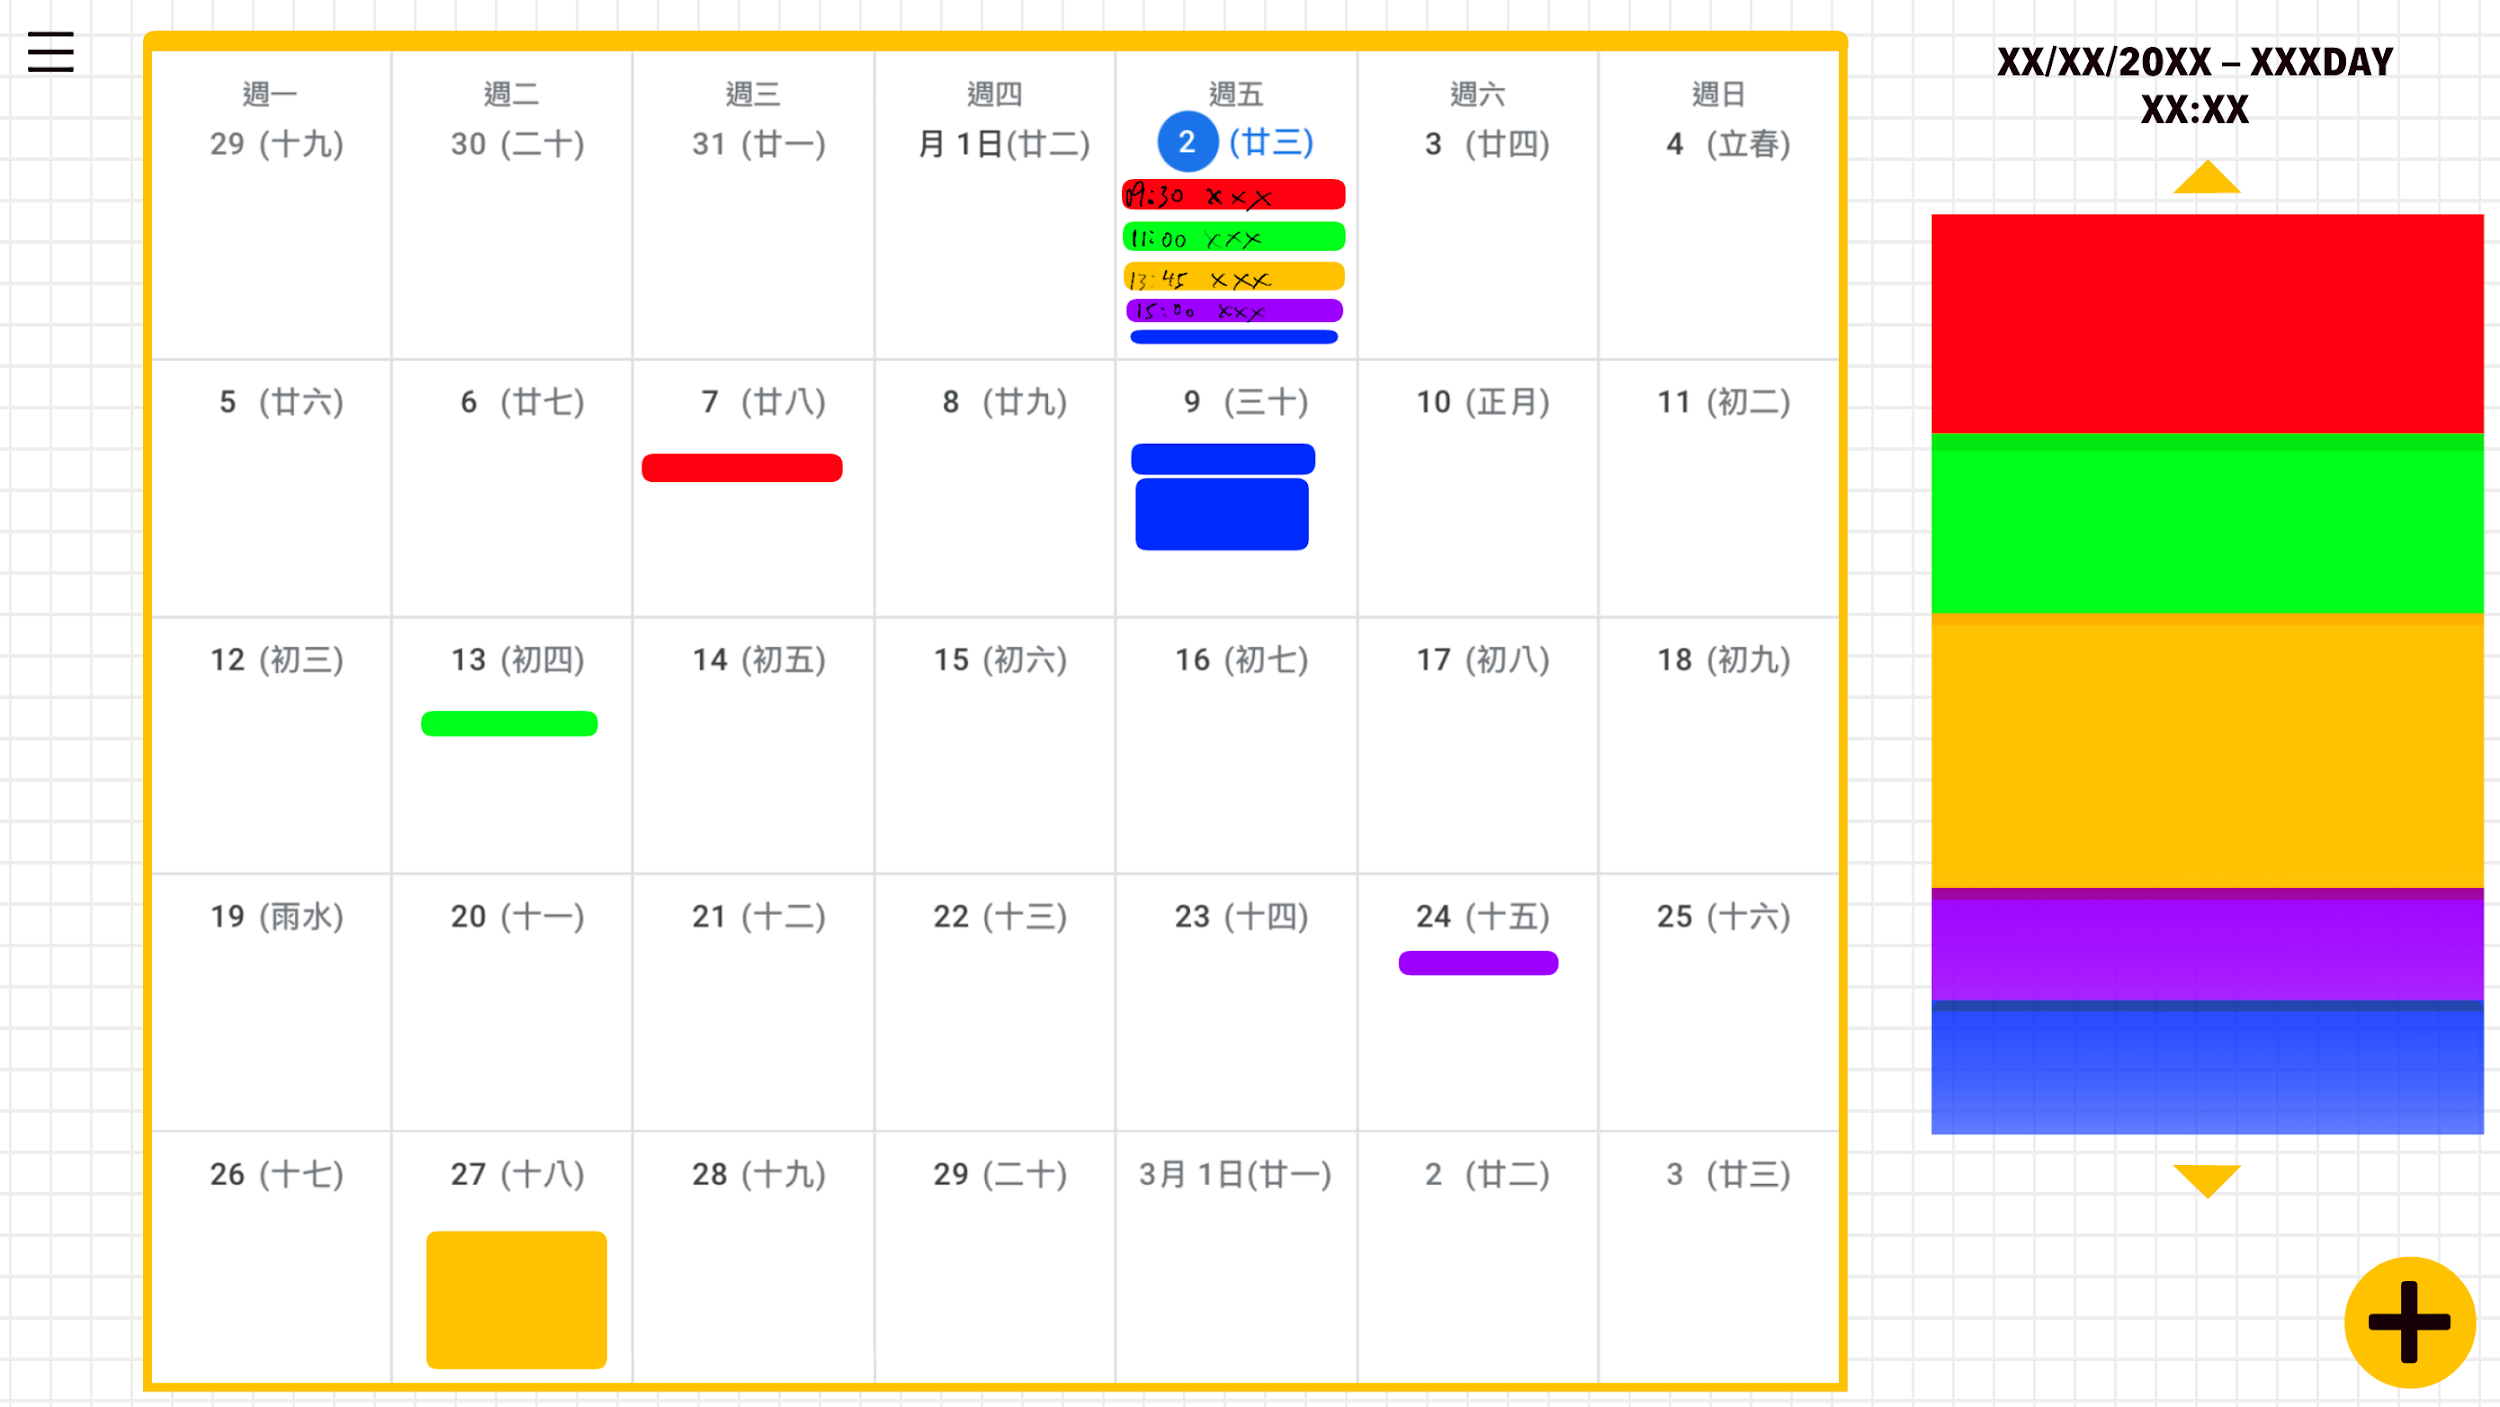 XX/XX/20XX – XXXDAY
XX:XX
週一 週二 週三 週四 週五 週六 週日
29 (十九) 30 (二十) 31 (廿一) 月 1日(廿二) 2 (廿三) 3 (廿四) 4 (立春)
09:30 xxx
11:00 xxx
13:45 xxx
15:00 xxx
5 (廿六) 6 (廿七) 7 (廿八) 8 (廿九) 9 (三十) 10 (正月) 11 (初二)
12 (初三) 13 (初四) 14 (初五) 15 (初六) 16 (初七) 17 (初八) 18 (初九)
19 (雨水) 20 (十一) 21 (十二) 22 (十三) 23 (十四) 24 (十五) 25 (十六)
26 (十七) 27 (十八) 28 (十九) 29 (二十) 3月 1日(廿一) 2 (廿二) 3 (廿三)